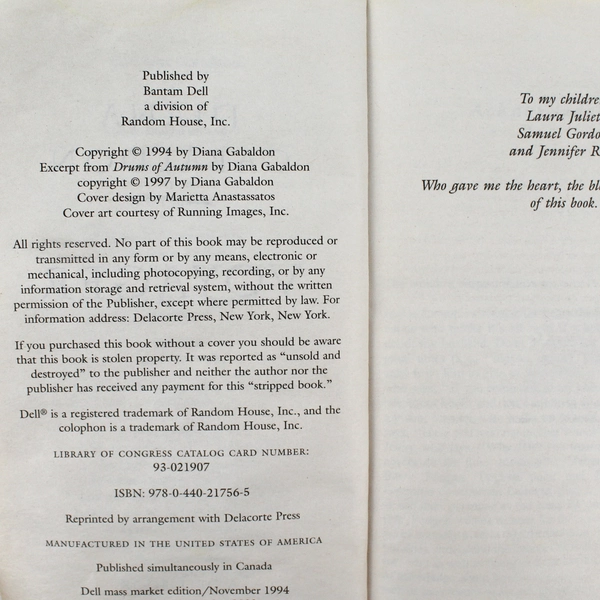 Published by
Bantam Dell
a division of
Random House, Inc.
Copyright © 1994 by Diana Gabaldon
Excerpt from Drums of Autumn by Diana Gabaldon
copyright © 1997 by Diana Gabaldon
Cover design by Marietta Anastassatos
Cover art courtesy of Running Images, Inc.
All rights reserved. No part of this book may be reproduced or
transmitted in any form or by any means, electronic or
mechanical, including photocopying, recording, or by any
information storage and retrieval system, without the written
permission of the Publisher, except where permitted by law. For
information address: Delacorte Press, New York, New York.
If you purchased this book without a cover you should be aware
that this book is stolen property. It was reported as “unsold and
destroyed” to the publisher and neither the author nor the
publisher has received any payment for this “stripped book.”
Dell® is a registered trademark of Random House, Inc., and the
colophon is a trademark of Random House, Inc.
LIBRARY OF CONGRESS CATALOG CARD NUMBER:
93-021907
ISBN: 978-0-440-21756-5
Reprinted by arrangement with Delacorte Press
MANUFACTURED IN THE UNITED STATES OF AMERICA
Published simultaneously in Canada
Dell mass market edition/November 1994
To my childre
Laura Juliet
Samuel Gordo
and Jennifer R
Who gave me the heart, the bl
of this book.